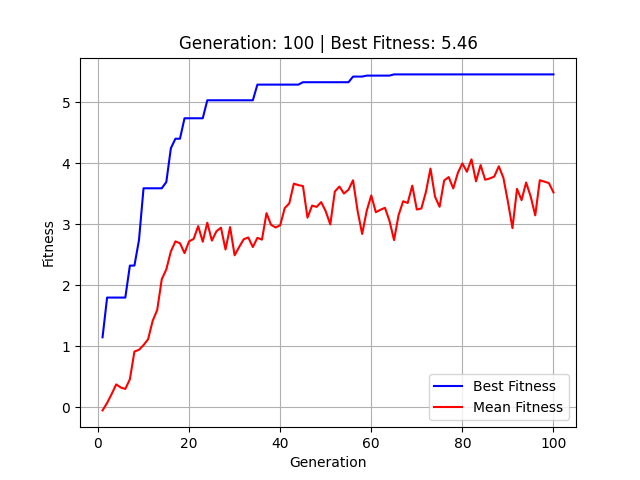 Generation: 100 | Best Fitness: 5.46
Fitness
5
4
3
2
1
0
Best Fitness
Mean Fitness
0 20 40 60 80 100
Generation